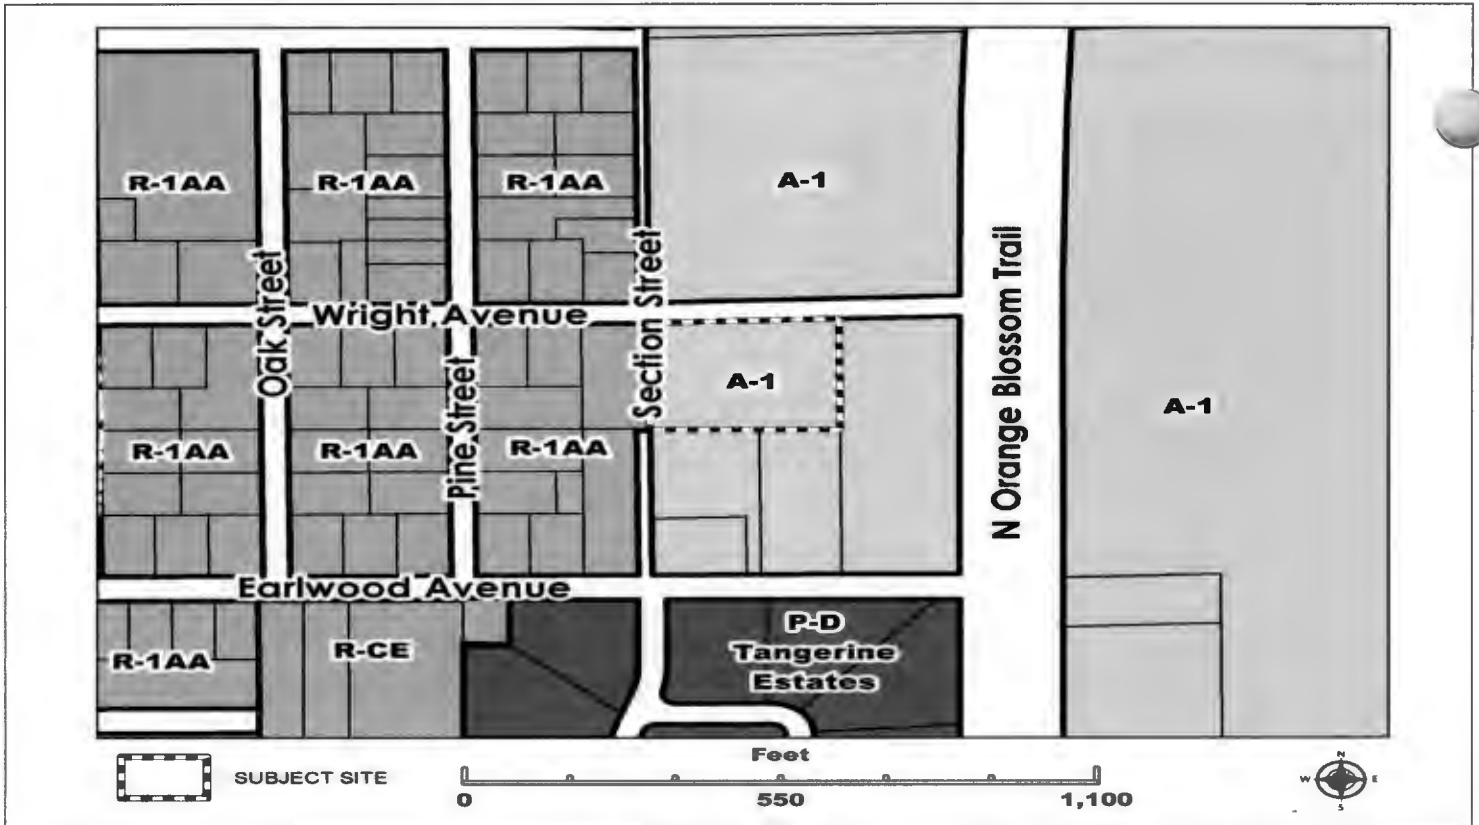 R-1AA
R-1AA
R-1AA
A-1
Oak Street
Section Street
N Orange Blossom Trail
Wright Avenue
Pine Street
A-1
A-1
R-1AA
R-1AA
R-1AA
Earlwood Avenue
R-1AA
R-CE
P-D
Tangerine
Estates
SUBJECT SITE
Feet
0
550
1,100
N
W
E
S